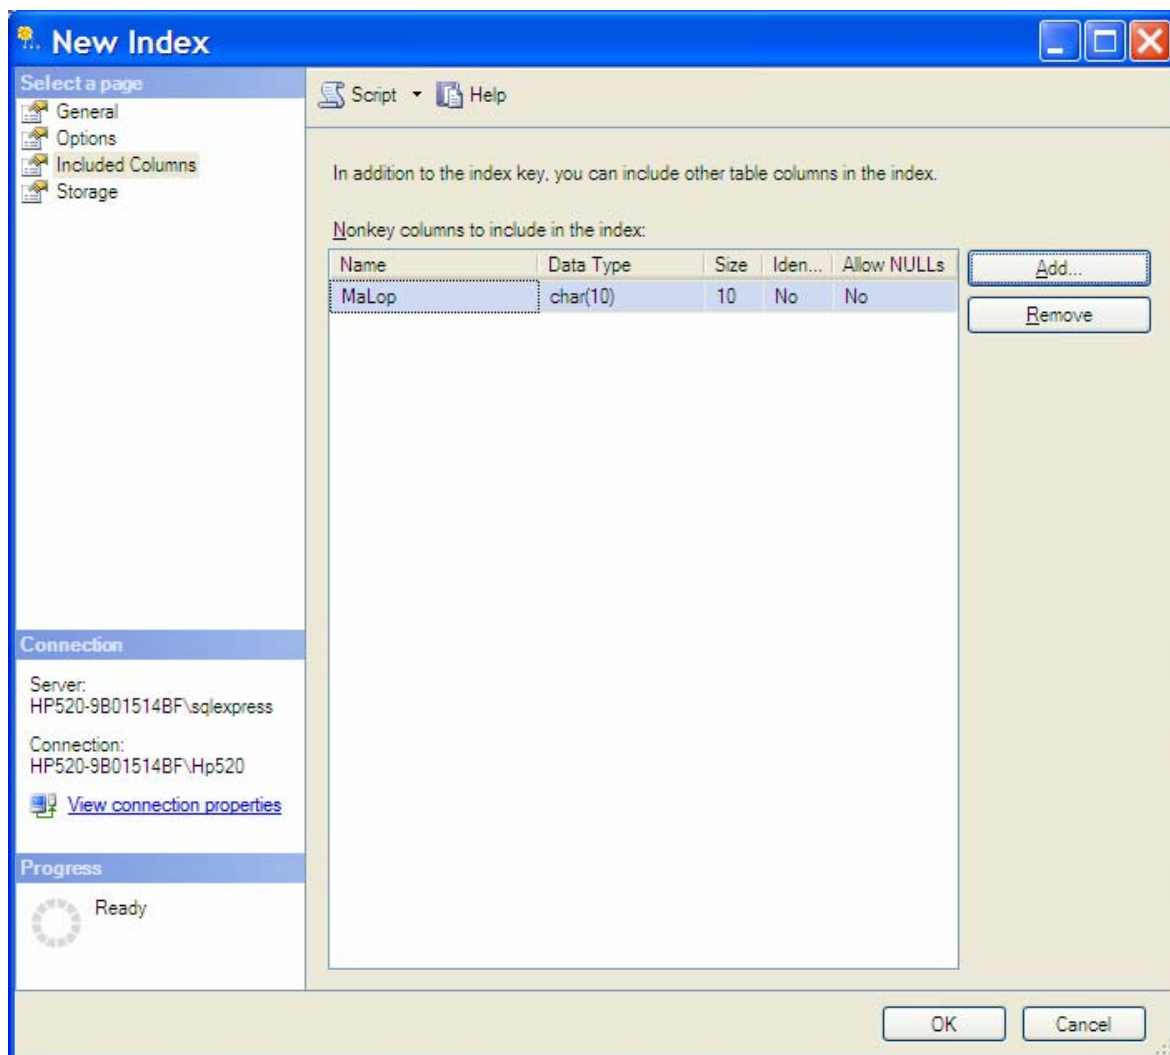 New Index
Select a page
General
Options
Included Columns
Storage
Script Help
In addition to the index key, you can include other table columns in the index.
Nonkey columns to include in the index:
Name Data Type Size Iden... Allow NULLs
MaLop char(10) 10 No No
Add...
Remove
Connection
Server:
HP520-9B01514BF\sqlexpress
Connection:
HP520-9B01514BF\Hp520
View connection properties
Progress
Ready
OK Cancel